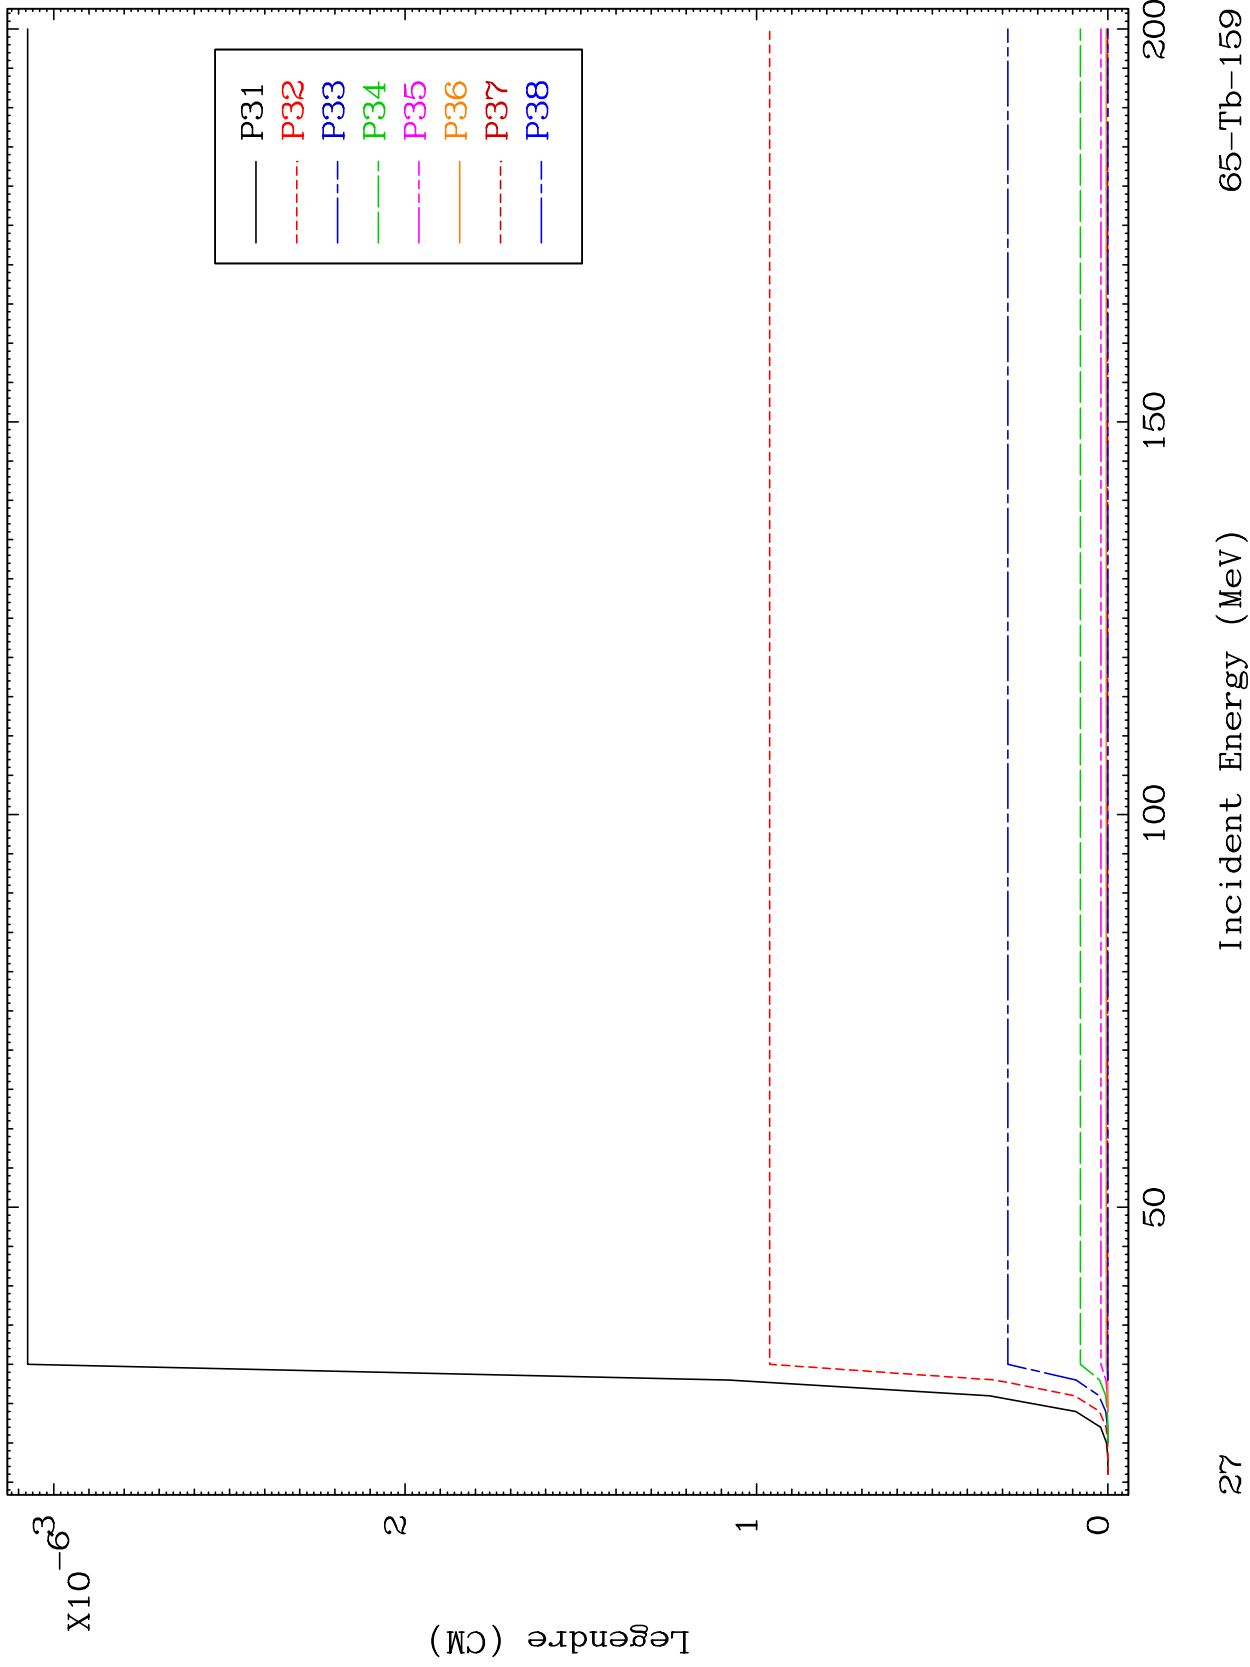 X10-6
3
2
1
0
Legendre (CM)
P31
P32
P33
P34
P35
P36
P37
P38
50
100
150
200
27
Incident Energy (MeV)
65-Tb-159